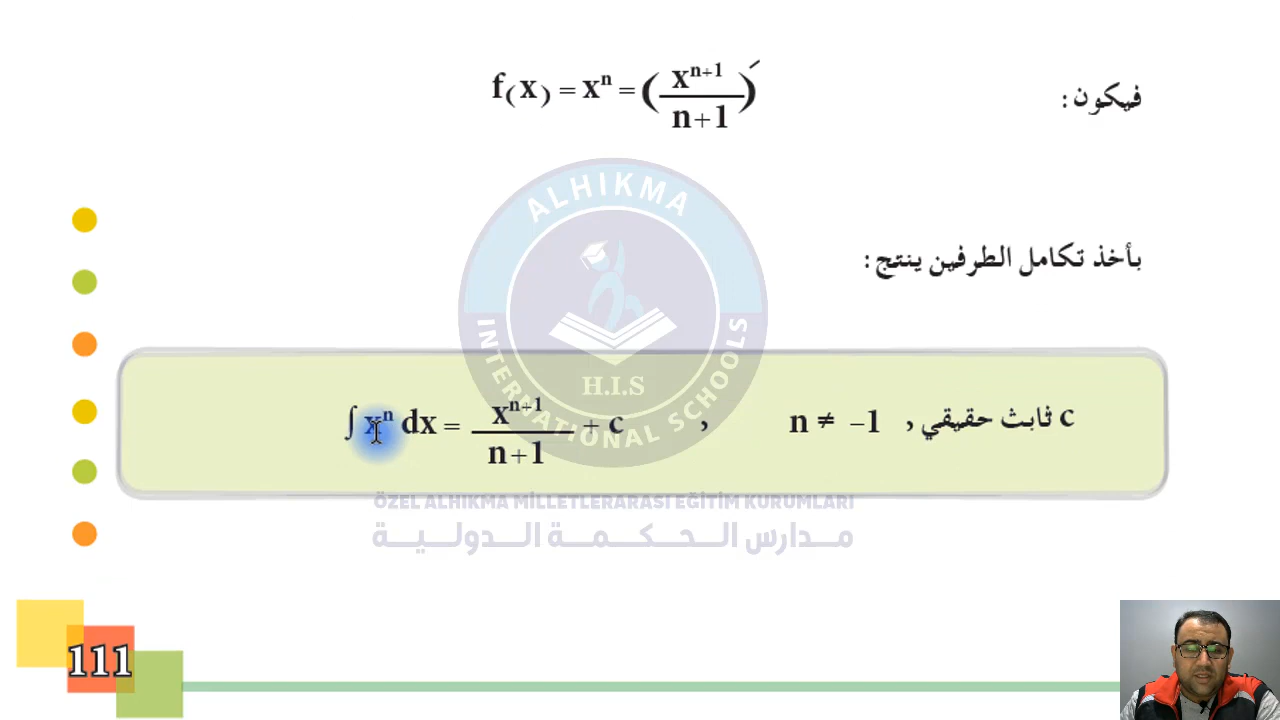 فيكون : f(x) = xⁿ = (xⁿ⁺¹ / n+1)′
ALHIKMA
INTERNATIONAL SCHOOLS
H.I.S
بأخذ تكامل الطرفين ينتج :
∫ xⁿ dx = xⁿ⁺¹ / n+1 + c , n ≠ −1 , c ثابث حقيقي
ÖZEL ALHIKMA MİLLETLERARASI EĞİTİM KURUMLARI
مـدارس الـحـكـمـة الـدولـيـة
111